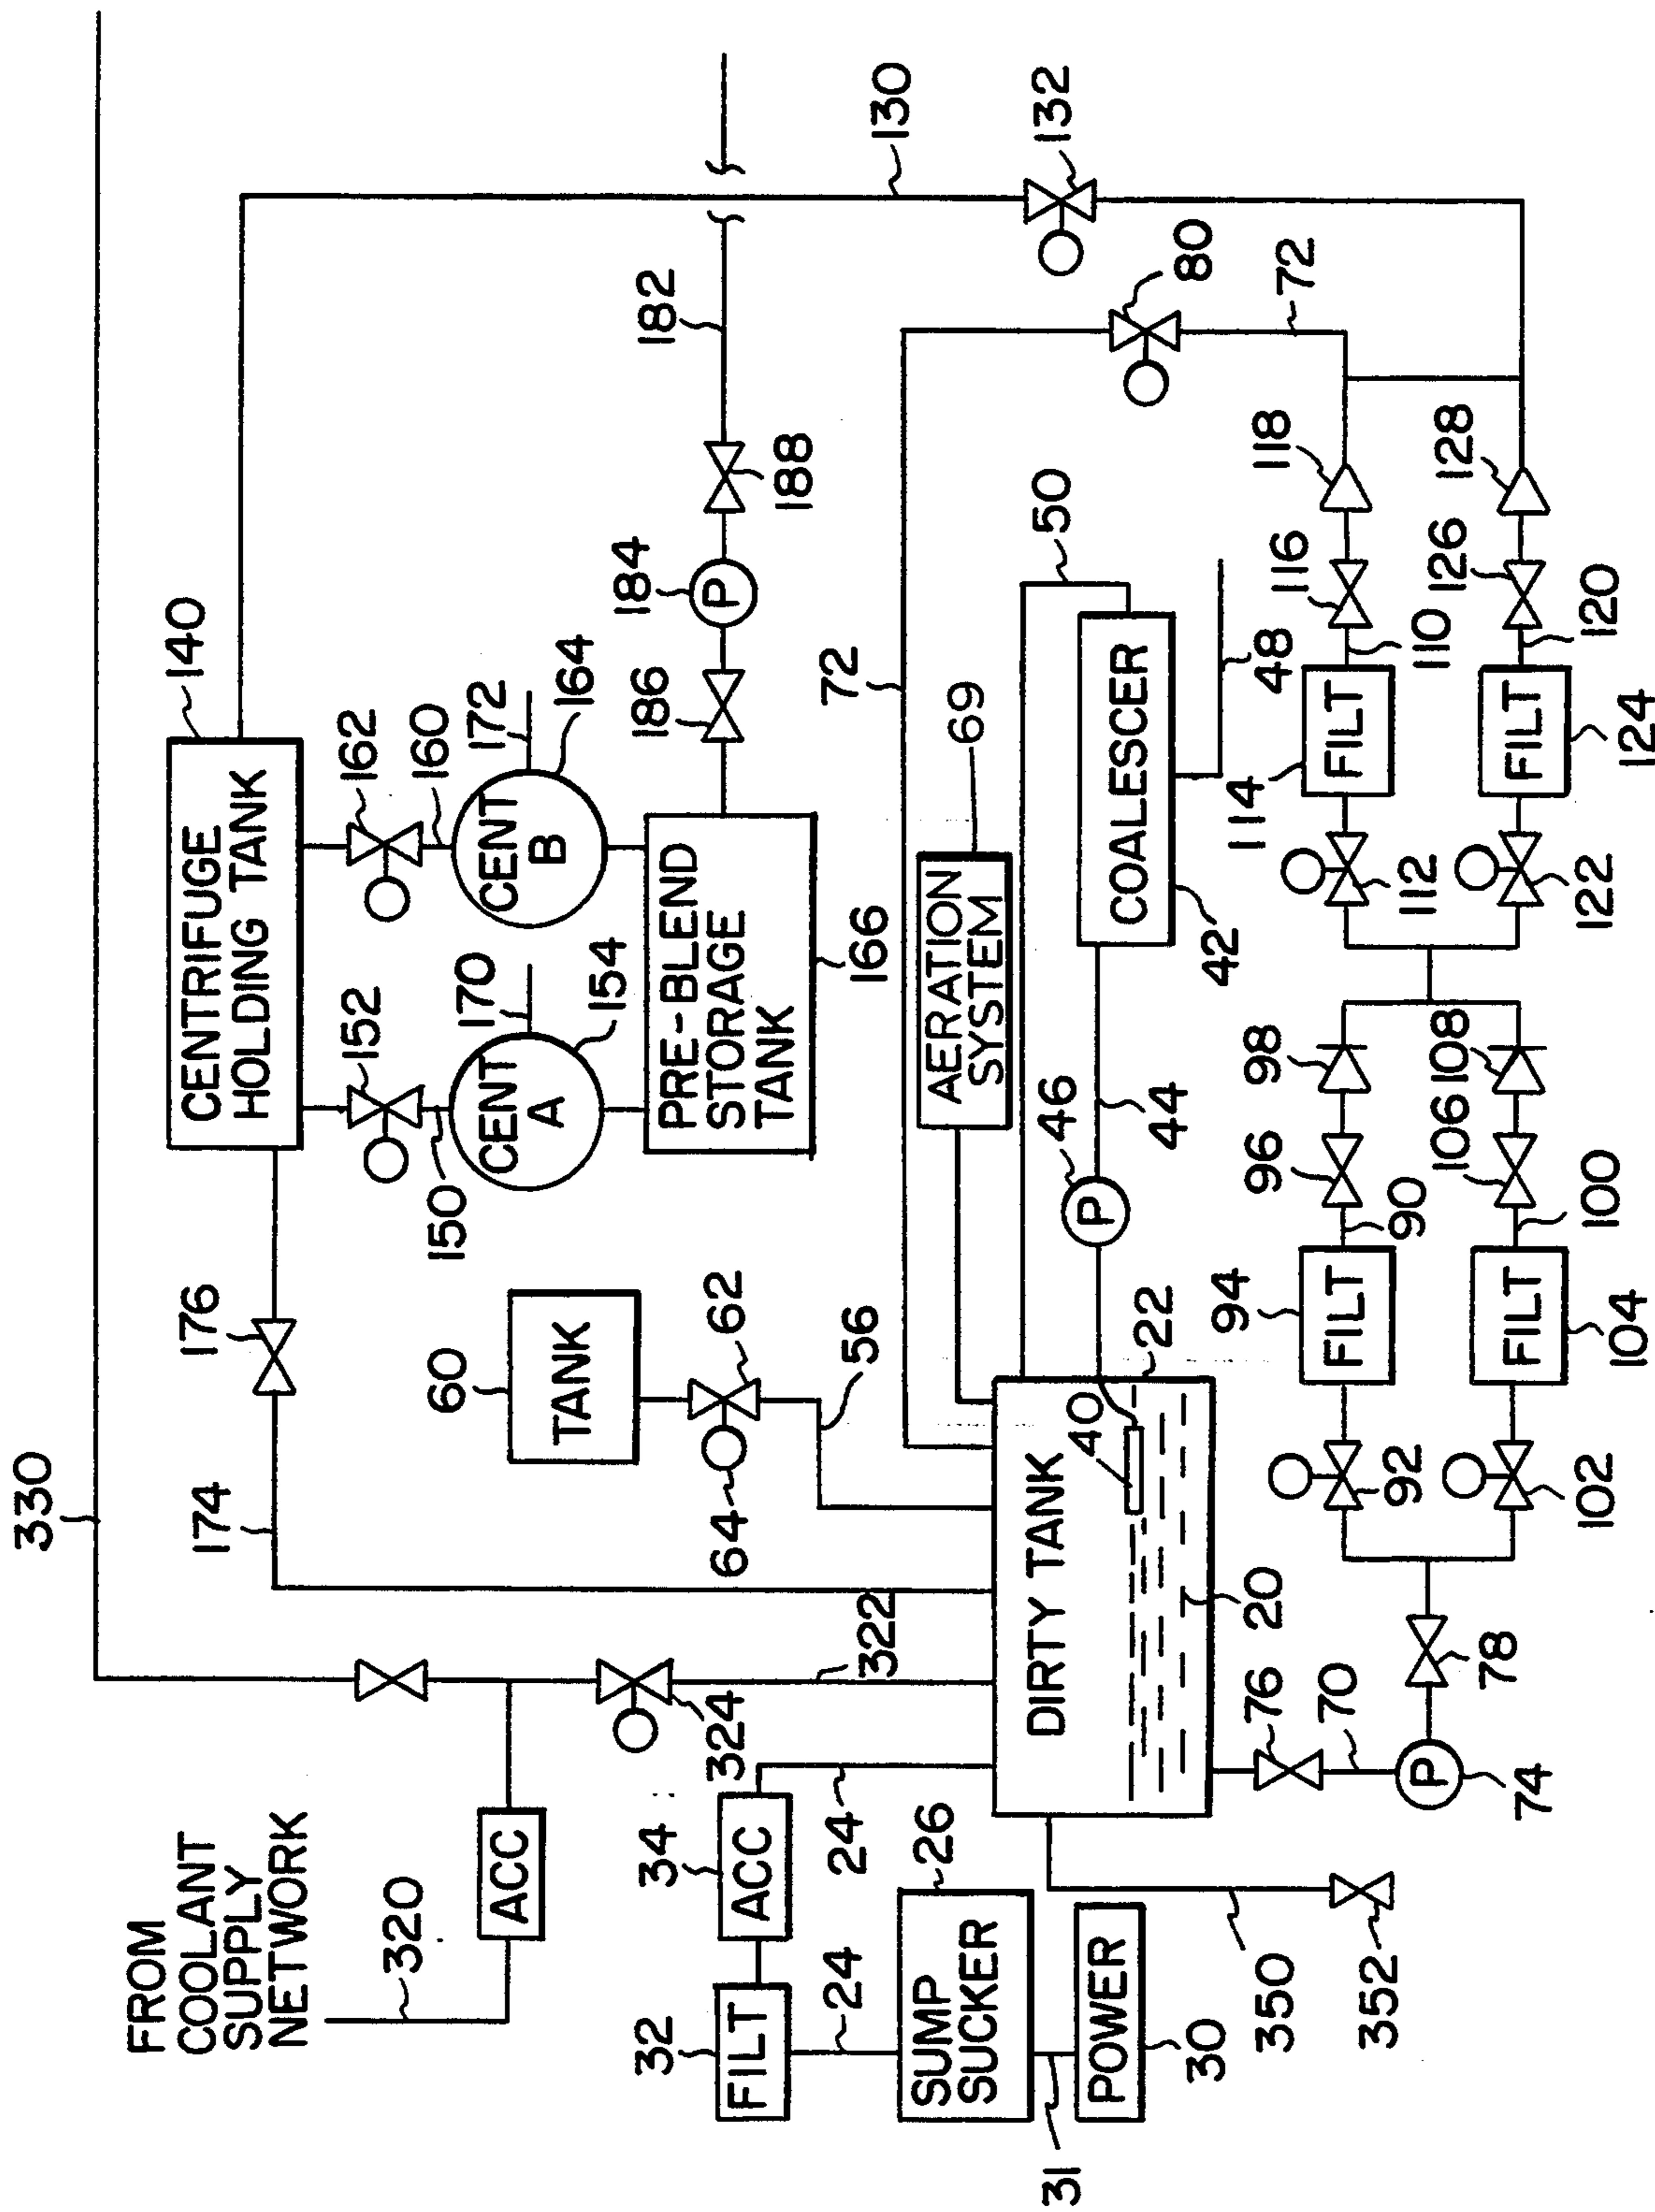 330
FROM
COOLANT
SUPPLY
NETWORK
320
ACC
174
176
CENTRIFUGE
HOLDING TANK
140
152
150
CENT
A
170
154
162
160
CENT
B
172
164
PRE-BLEND
STORAGE
TANK
166
186
P
184
188
182
130
132
60
TANK
62
64
56
322
324
32
FILT
34
ACC
24
24
SUMP
SUCKER
26
31
POWER
30
350
352
DIRTY TANK
40
22
20
72
AERATION
SYSTEM
69
50
46
P
44
COALESCER
42
48
80
72
76
70
P
74
78
92
94
FILT
90
96
98
102
FILT
104
100
106
108
112
114
FILT
110
116
118
122
FILT
124
120
126
128